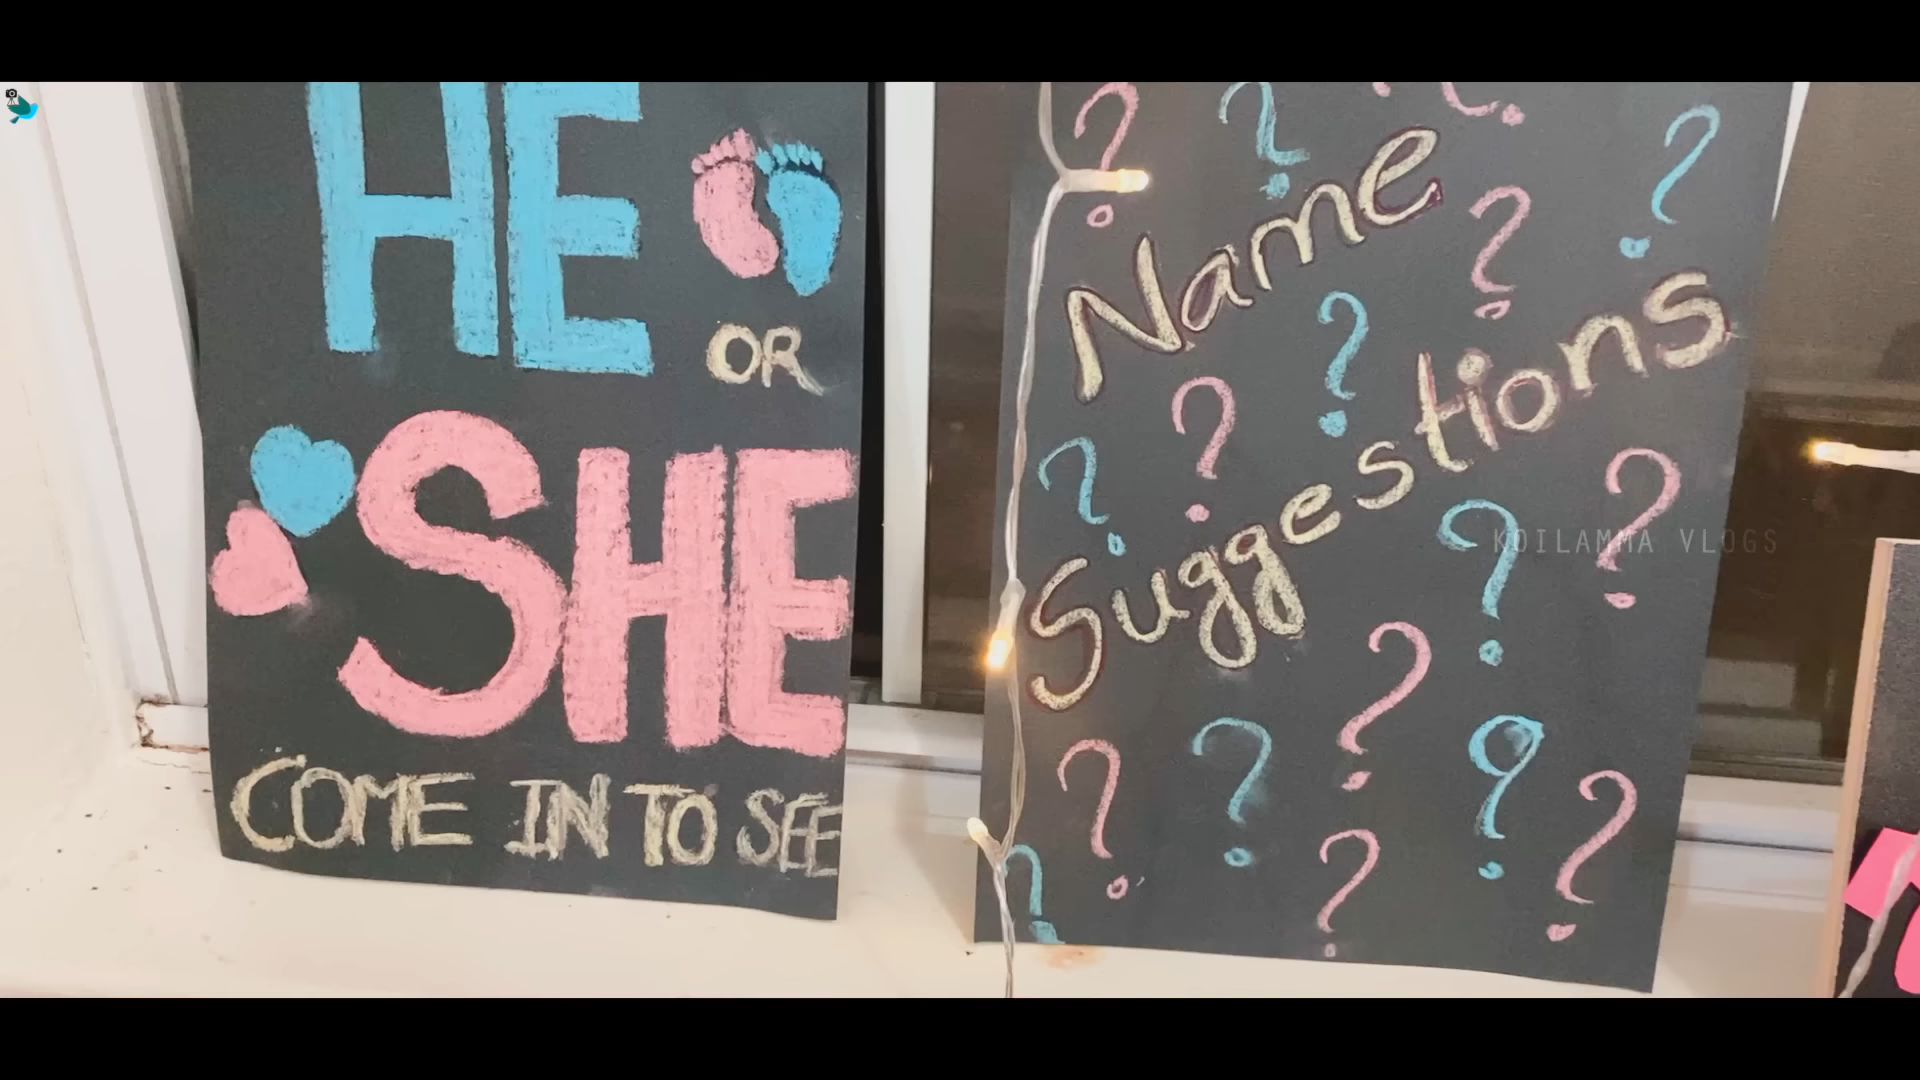 HE
OR
SHE
COME IN TO SEE
Name
Suggestions
KOILAMMA VLOGS